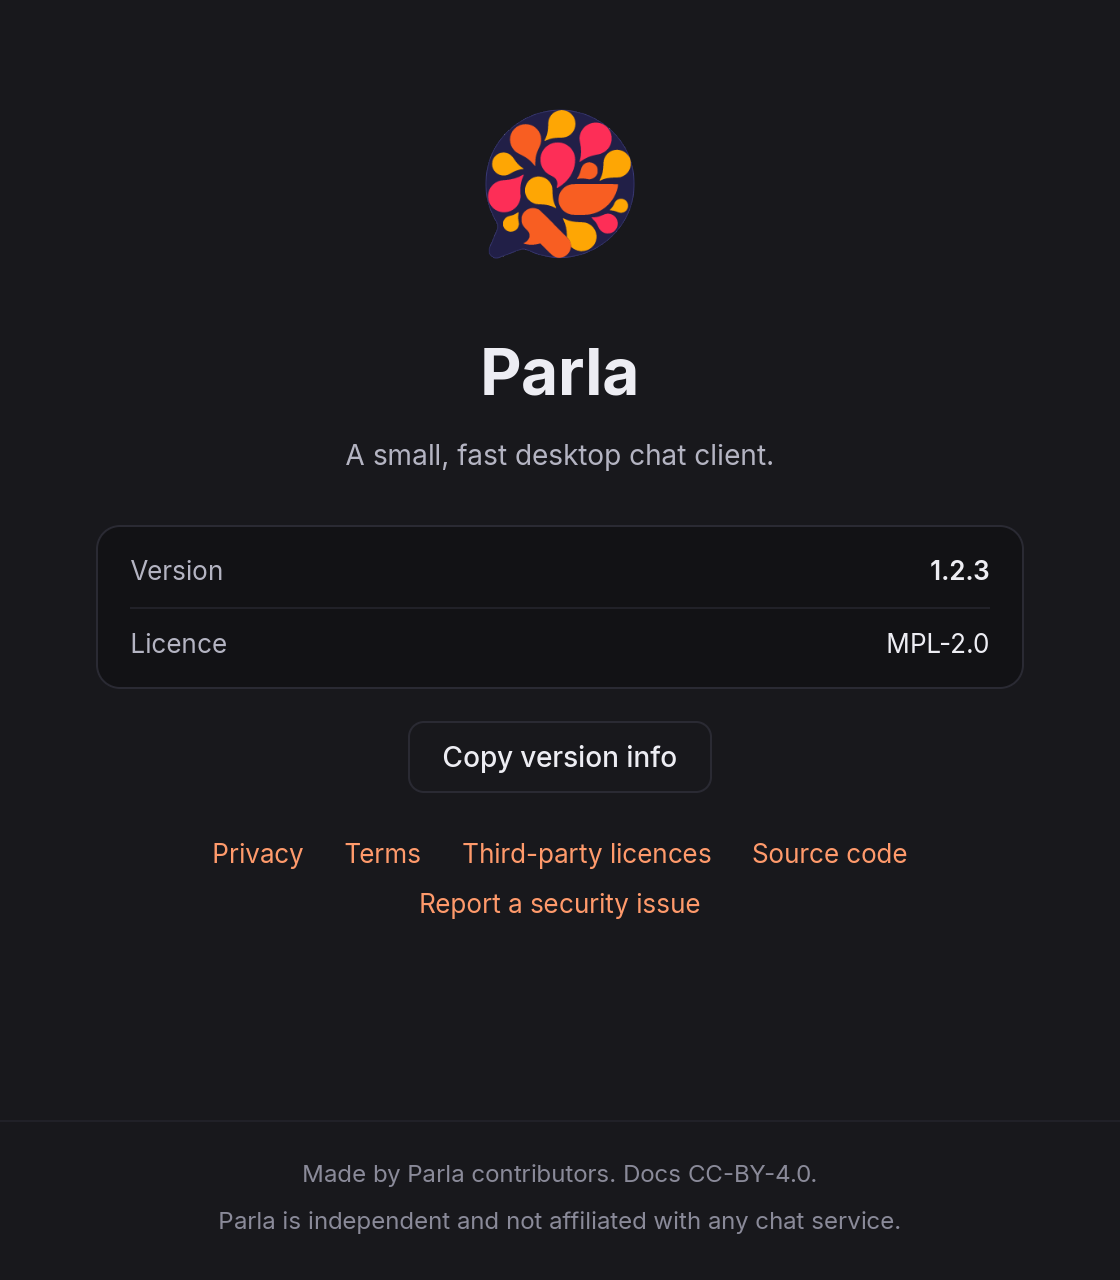 Parla
A small, fast desktop chat client.
Version 1.2.3
Licence MPL-2.0
Copy version info
Privacy Terms Third-party licences Source code
Report a security issue
Made by Parla contributors. Docs CC-BY-4.0.
Parla is independent and not affiliated with any chat service.